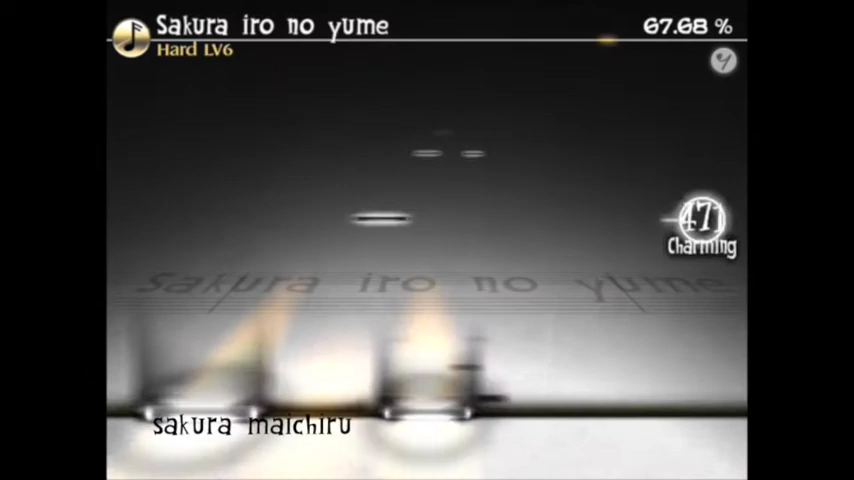 Sakura iro no yume
67.68 %
Hard LV6
471
Charming
Sakura iro no yume
sakura maichiru